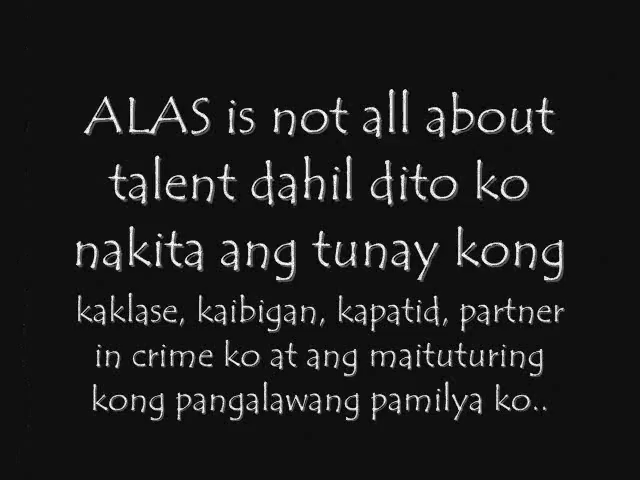 ALAS is not all about
talent dahil dito ko
nakita ang tunay kong
kaklase, kaibigan, kapatid, partner
in crime ko at ang maituturing
kong pangalawang pamilya ko..